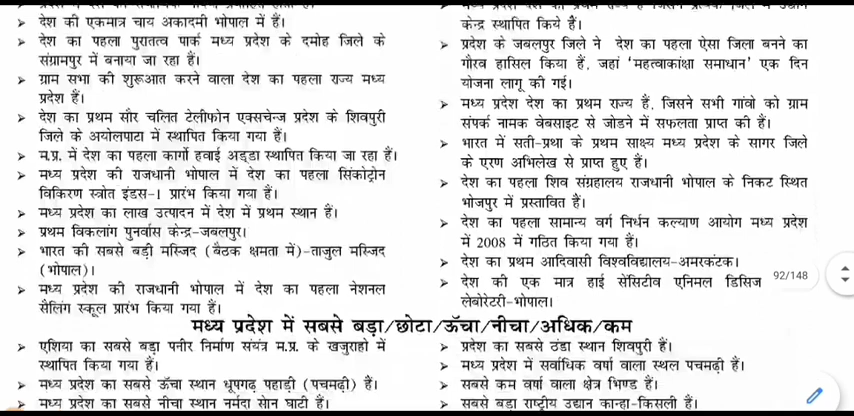 देश की एकमात्र चाय अकादमी भोपाल में हैं।
देश का पहला पुरातत्व पार्क मध्य प्रदेश के दमोह जिले के
संग्रामपुर में बनाया जा रहा हैं।
ग्राम सभा की शुरूआत करने वाला देश का पहला राज्य मध्य
प्रदेश हैं।
देश का प्रथम सौर चलित टेलीफोन एक्सचेन्ज प्रदेश के शिवपुरी
जिले के अयोलपाटा में स्थापित किया गया हैं।
म.प्र. में देश का पहला कार्गो हवाई अड्डा स्थापित किया जा रहा हैं।
मध्य प्रदेश की राजधानी भोपाल में देश का पहला सिंकोट्रोन
विकिरण स्त्रोत इंडस-I प्रारंभ किया गया हैं।
मध्य प्रदेश का लाख उत्पादन में देश में प्रथम स्थान हैं।
प्रथम विकलांग पुनर्वास केन्द्र-जबलपुर।
भारत की सबसे बड़ी मस्जिद (बैठक क्षमता में)-ताजुल मस्जिद
(भोपाल)।
मध्य प्रदेश की राजधानी भोपाल में देश का पहला नेशनल
सैलिंग स्कूल प्रारंभ किया गया हैं।
केन्द्र स्थापित किये हैं।
प्रदेश के जबलपुर जिले ने देश का पहला ऐसा जिला बनने का
गौरव हासिल किया हैं, जहां 'महत्वाकांक्षा समाधान' एक दिन
योजना लागू की गई।
मध्य प्रदेश देश का प्रथम राज्य हैं, जिसने सभी गांवो को ग्राम
संपर्क नामक वेबसाइट से जोडने में सफलता प्राप्त की हैं।
भारत में सती-प्रथा के प्रथम साक्ष्य मध्य प्रदेश के सागर जिले
के एरण अभिलेख से प्राप्त हुए हैं।
देश का पहला शिव संग्रहालय राजधानी भोपाल के निकट स्थित
भोजपुर में प्रस्तावित हैं।
देश का पहला सामान्य वर्ग निर्धन कल्याण आयोग मध्य प्रदेश
में 2008 में गठित किया गया हैं।
देश का प्रथम आदिवासी विश्वविद्यालय-अमरकंटक।
देश की एक मात्र हाई सेंसिटीव एनिमल डिसिज
लेबोरेटरी-भोपाल।
92/148
मध्य प्रदेश में सबसे बड़ा/छोटा/ऊँचा/नीचा/अधिक/कम
एशिया का सबसे बड़ा पनीर निर्माण संयंत्र म.प्र. के खजुराहो में
स्थापित किया गया हैं।
मध्य प्रदेश का सबसे ऊँचा स्थान धूपगढ़ पहाड़ी (पचमढ़ी) हैं।
मध्य प्रदेश का सबसे नीचा स्थान नर्मदा सोन घाटी हैं।
प्रदेश का सबसे ठंडा स्थान शिवपुरी हैं।
मध्य प्रदेश में सर्वाधिक वर्षा वाला स्थल पचमढ़ी हैं।
सबसे कम वर्षा वाला क्षेत्र भिण्ड हैं।
सबसे बड़ा राष्ट्रीय उद्यान कान्हा-किसली हैं।